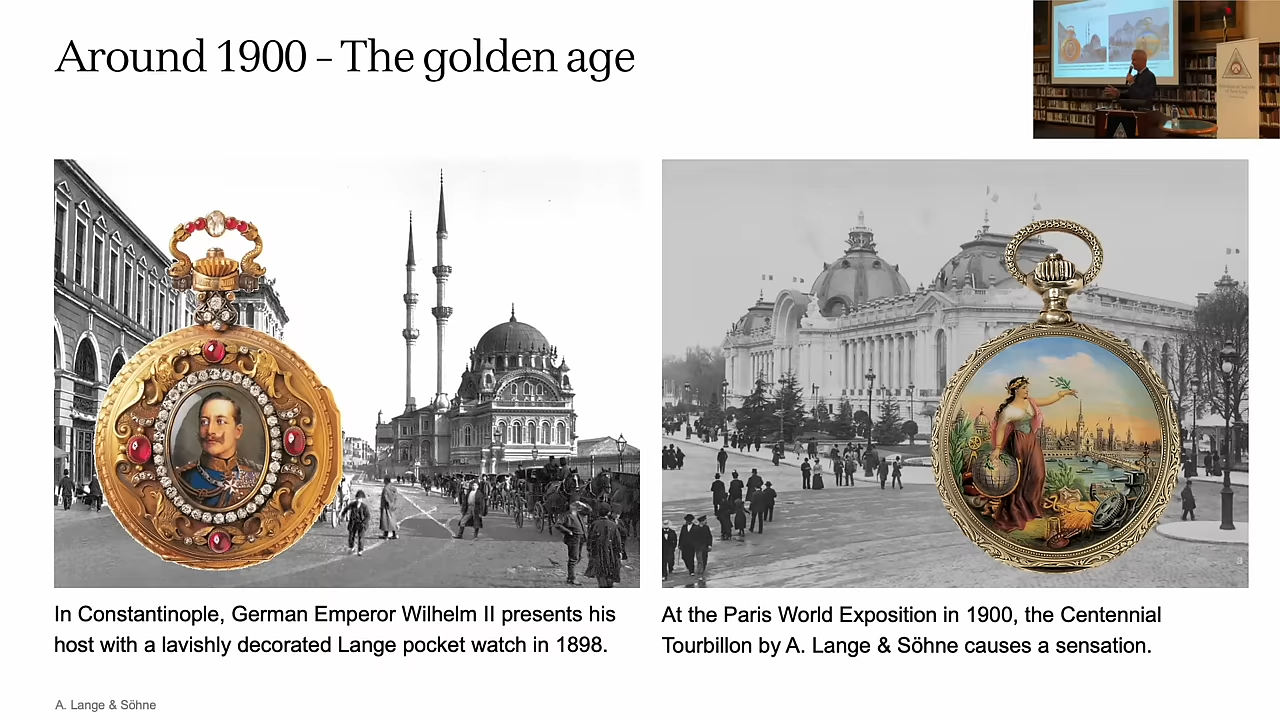 Around 1900 – The golden age
In Constantinople, German Emperor Wilhelm II presents his
host with a lavishly decorated Lange pocket watch in 1898.
At the Paris World Exposition in 1900, the Centennial
Tourbillon by A. Lange & Söhne causes a sensation.
A. Lange & Söhne